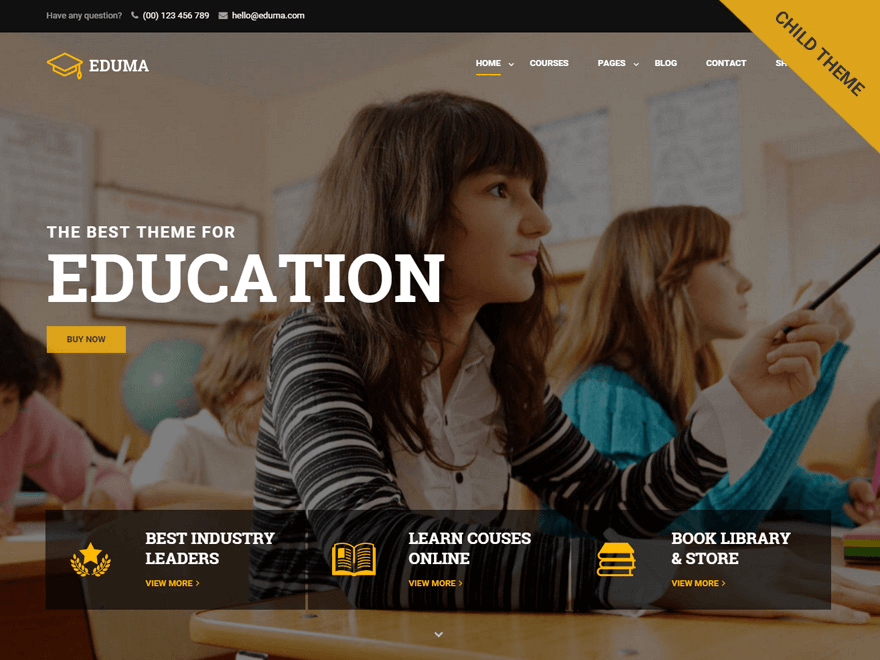 Have any question? (00) 123 456 789 hello@eduma.com
CHILD THEME
EDUMA
HOME COURSES PAGES BLOG CONTACT
THE BEST THEME FOR
EDUCATION
BUY NOW
BEST INDUSTRY
LEADERS
VIEW MORE
LEARN COUSES
ONLINE
VIEW MORE
BOOK LIBRARY
& STORE
VIEW MORE